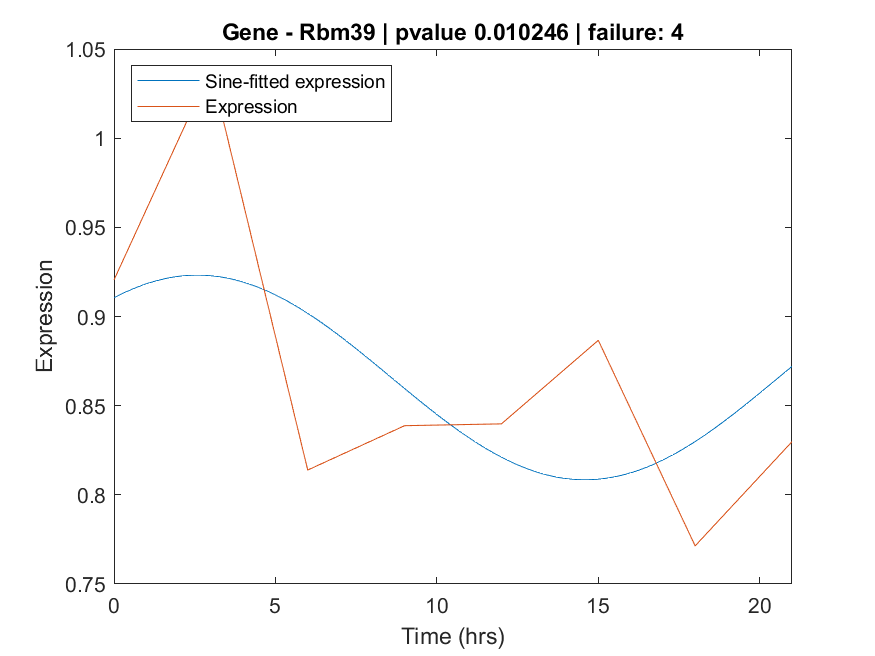 Gene - Rbm39 | pvalue 0.010246 | failure: 4
1.05
Sine-fitted expression
Expression
1
0.95
0.9
0.85
0.8
0.75
Expression
0
5
10
15
20
Time (hrs)